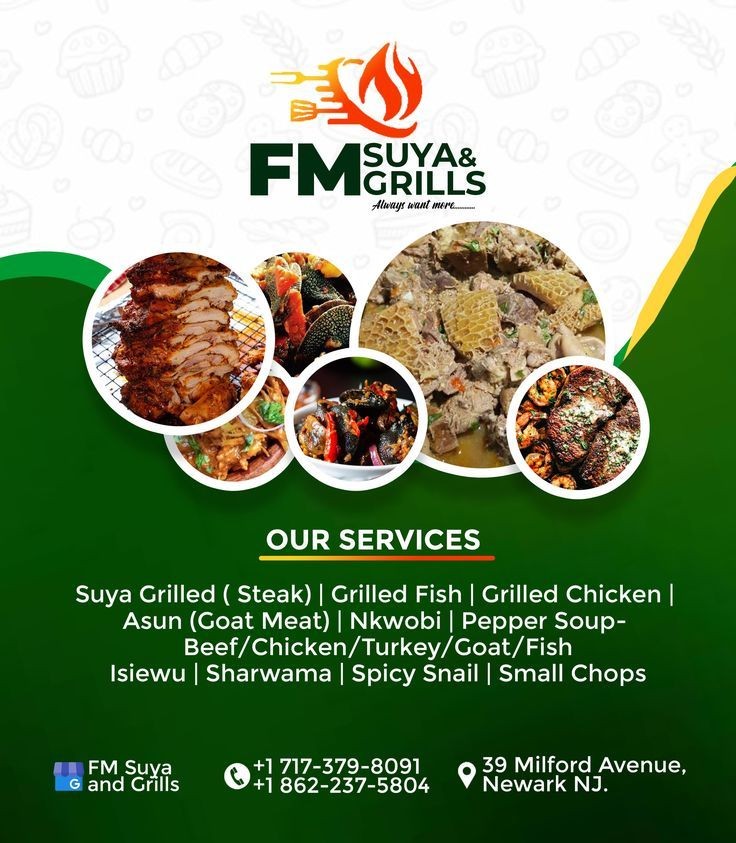 FM SUYA&
GRILLS
Always want more..........
OUR SERVICES
Suya Grilled ( Steak) | Grilled Fish | Grilled Chicken |
Asun (Goat Meat) | Nkwobi | Pepper Soup-
Beef/Chicken/Turkey/Goat/Fish
Isiewu | Sharwama | Spicy Snail | Small Chops
G
FM Suya
and Grills
+1 717-379-8091
+1 862-237-5804
39 Milford Avenue,
Newark NJ.